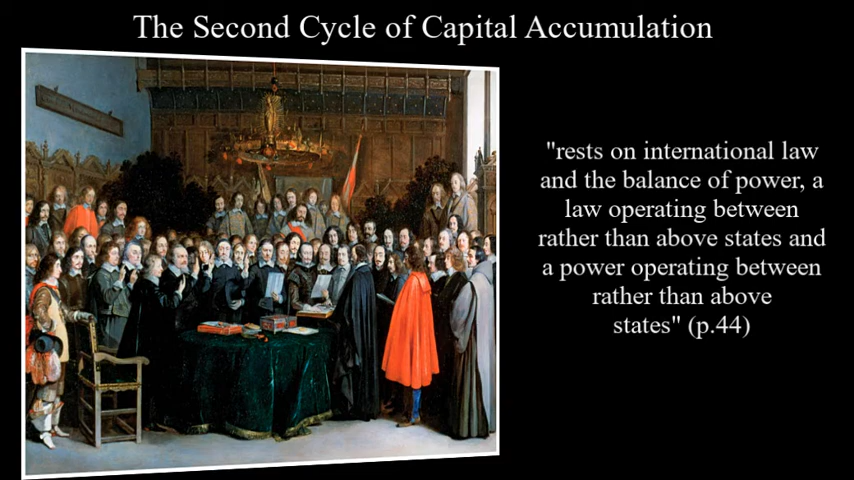 The Second Cycle of Capital Accumulation
"rests on international law
and the balance of power, a
law operating between
rather than above states and
a power operating between
rather than above
states" (p.44)